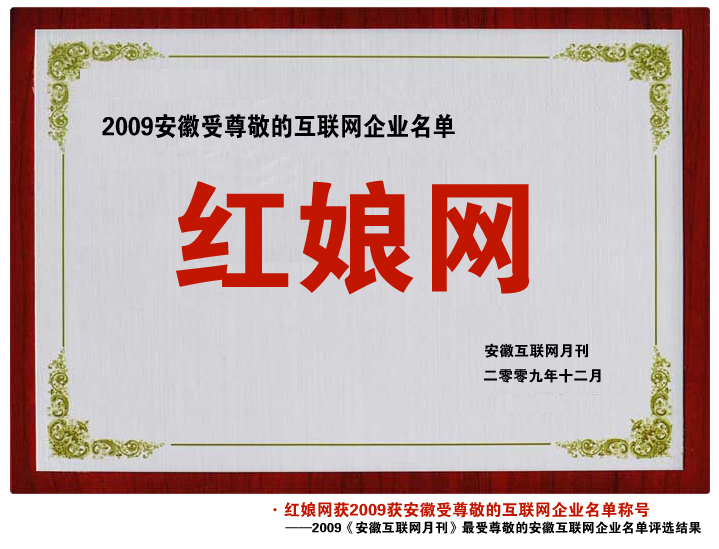 2009安徽受尊敬的互联网企业名单
红娘网
安徽互联网月刊
二零零九年十二月
· 红娘网获2009获安徽受尊敬的互联网企业名单称号
——2009《安徽互联网月刊》最受尊敬的安徽互联网企业名单评选结果